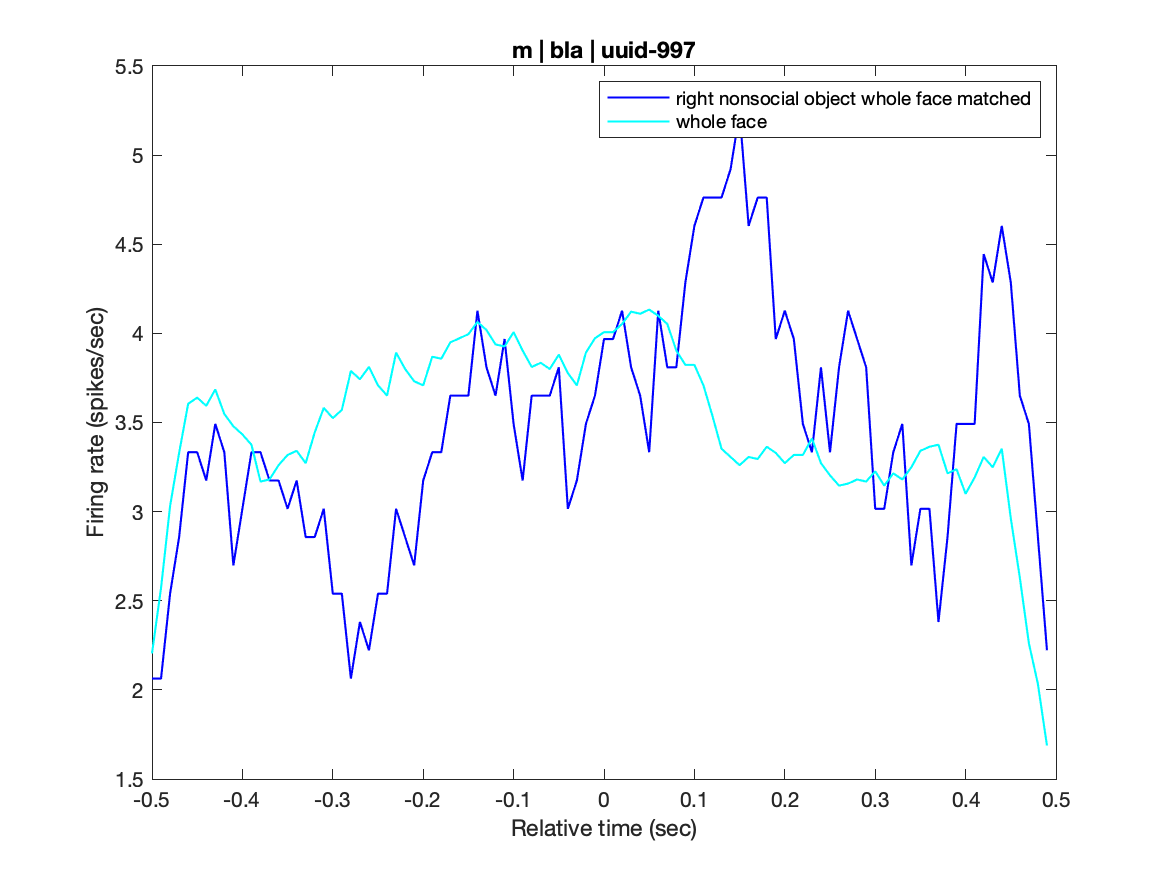 m | bla | uuid-997
right nonsocial object whole face matched
whole face
5.5
5
4.5
4
3.5
3
2.5
2
1.5
Firing rate (spikes/sec)
-0.5 -0.4 -0.3 -0.2 -0.1 0 0.1 0.2 0.3 0.4 0.5
Relative time (sec)